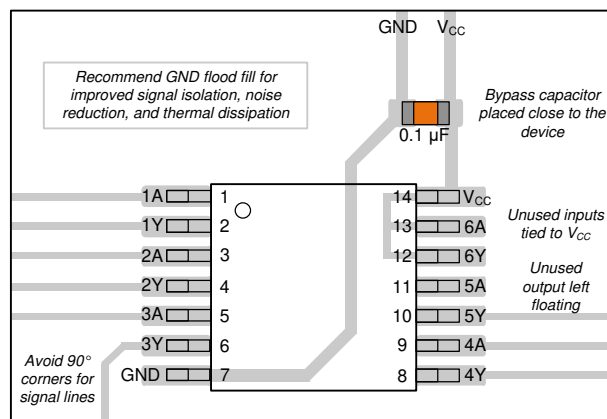 GND V_CC
Recommend GND flood fill for
improved signal isolation, noise
reduction, and thermal dissipation
Bypass capacitor
placed close to the
device
0.1 µF
1A 1 14 V_CC
1Y 2 13 6A
2A 3 12 6Y
2Y 4 11 5A
3A 5 10 5Y
3Y 6 9 4A
GND 7 8 4Y
Unused inputs
tied to V_CC
Unused
output left
floating
Avoid 90°
corners for
signal lines